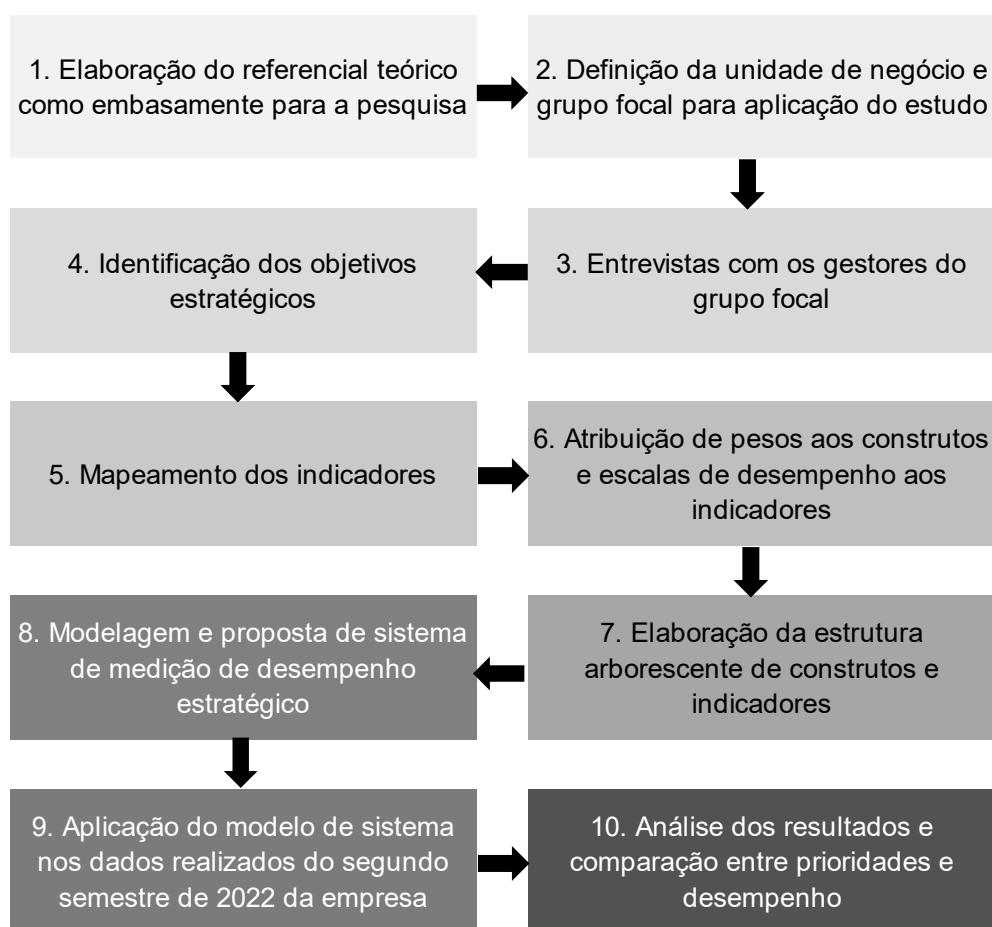 1. Elaboração do referencial teórico
como embasamente para a pesquisa
2. Definição da unidade de negócio e
grupo focal para aplicação do estudo
3. Entrevistas com os gestores do
grupo focal
4. Identificação dos objetivos
estratégicos
5. Mapeamento dos indicadores
6. Atribuição de pesos aos construtos
e escalas de desempenho aos
indicadores
7. Elaboração da estrutura
arborescente de construtos e
indicadores
8. Modelagem e proposta de sistema
de medição de desempenho
estratégico
9. Aplicação do modelo de sistema
nos dados realizados do segundo
semestre de 2022 da empresa
10. Análise dos resultados e
comparação entre prioridades e
desempenho